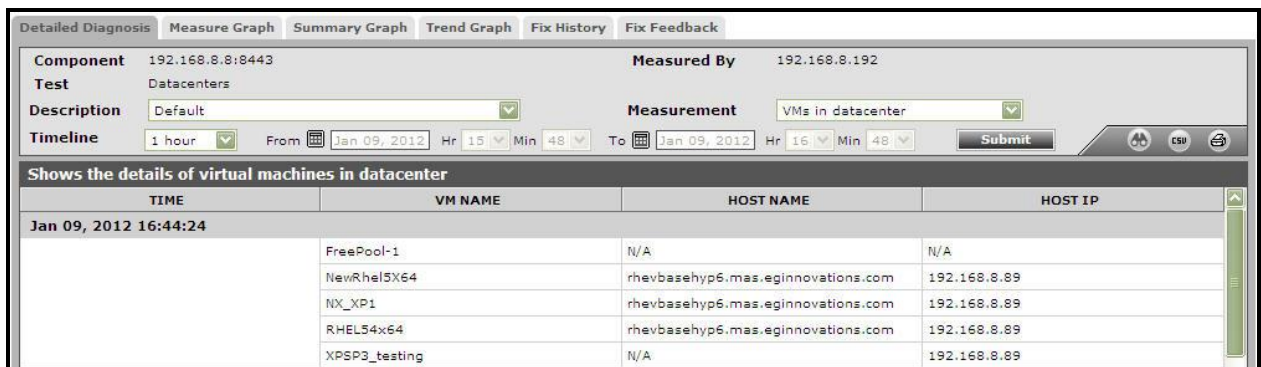 Detailed Diagnosis Measure Graph Summary Graph Trend Graph Fix History Fix Feedback
Component 192.168.8.8:8443 Measured By 192.168.8.192
Test Datacenters
Description Default Measurement VMs in datacenter
Timeline 1 hour From Jan 09, 2012 Hr 15 Min 48 To Jan 09, 2012 Hr 16 Min 48 Submit CSV
Shows the details of virtual machines in datacenter
TIME VM NAME HOST NAME HOST IP
Jan 09, 2012 16:44:24
FreePool-1 N/A N/A
NewRhel5X64 rhevbasehyp6.mas.eginnovations.com 192.168.8.89
NX_XP1 rhevbasehyp6.mas.eginnovations.com 192.168.8.89
RHEL54x64 rhevbasehyp6.mas.eginnovations.com 192.168.8.89
XPSP3_testing N/A 192.168.8.89